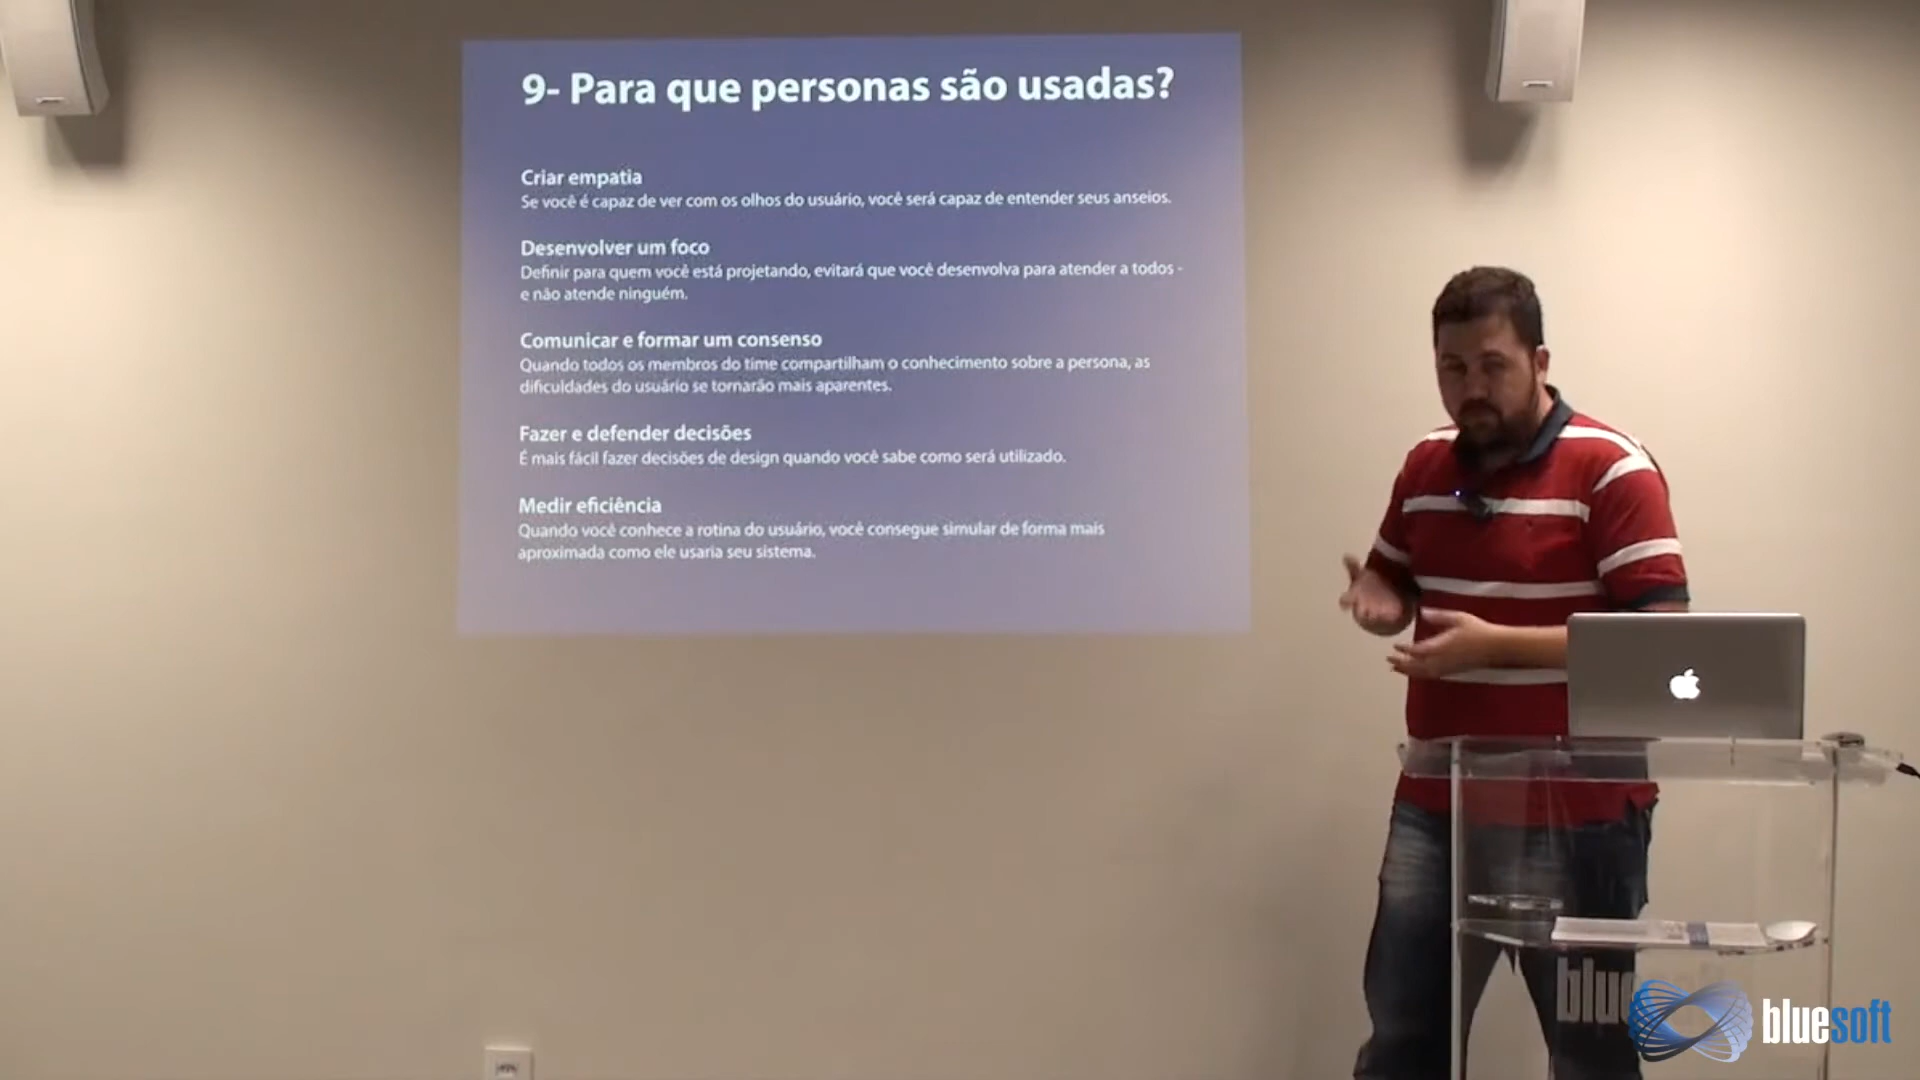 9- Para que personas são usadas?
Criar empatia
Se você é capaz de ver com os olhos do usuário, você será capaz de entender seus anseios.
Desenvolver um foco
Definir para quem você está projetando, evitará que você desenvolva para atender a todos -
e não atende ninguém.
Comunicar e formar um consenso
Quando todos os membros do time compartilham o conhecimento sobre a persona, as
dificuldades do usuário se tornarão mais aparentes.
Fazer e defender decisões
É mais fácil fazer decisões de design quando você sabe como será utilizado.
Medir eficiência
Quando você conhece a rotina do usuário, você consegue simular de forma mais
aproximada como ele usaria seu sistema.
bluesoft